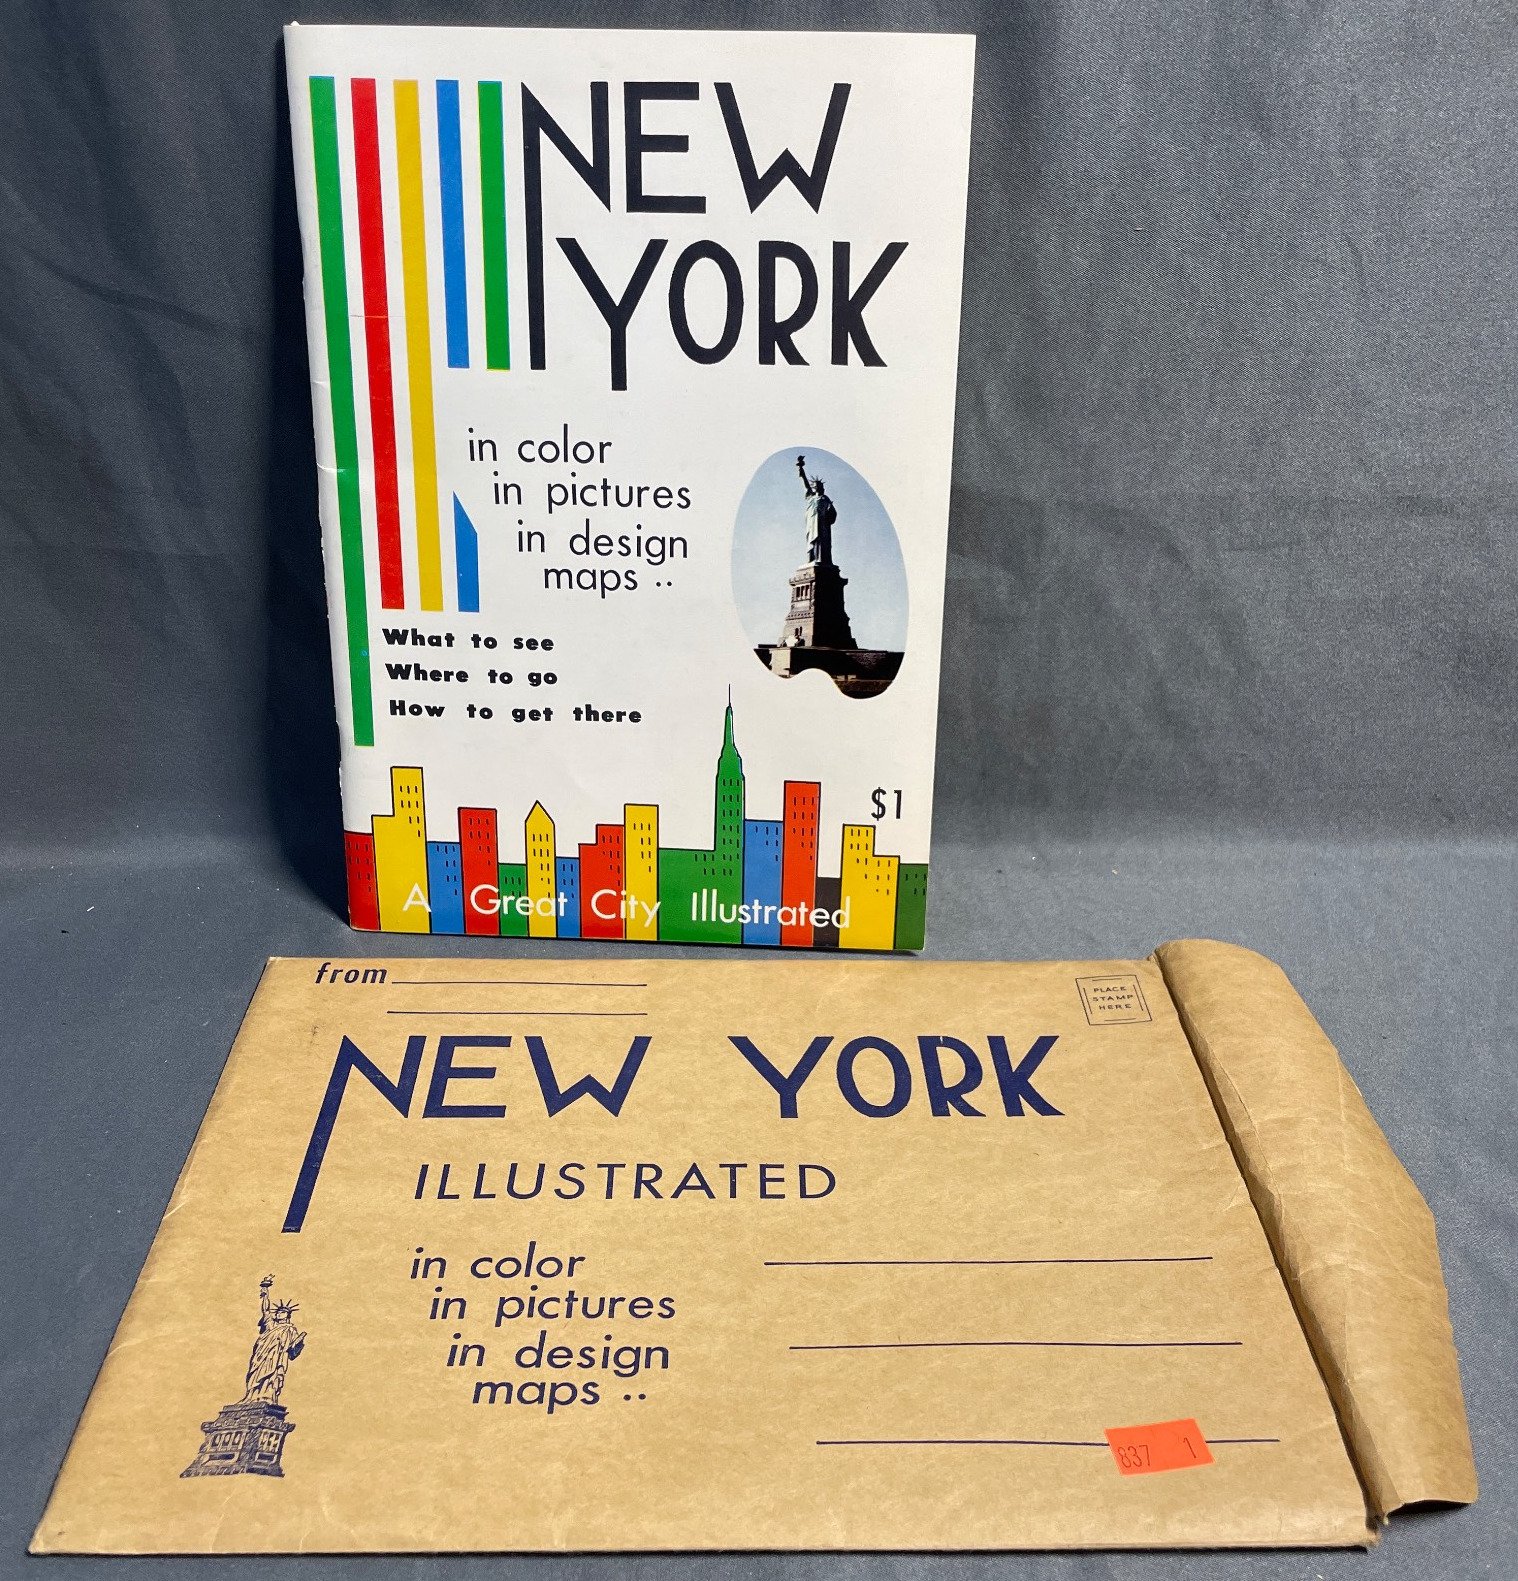 NEW
YORK
in color
in pictures
in design
maps ..
What to see
Where to go
How to get there
$1
A Great City Illustrated
from
PLACE
STAMP
HERE
NEW YORK
ILLUSTRATED
in color
in pictures
in design
maps ..
837 1